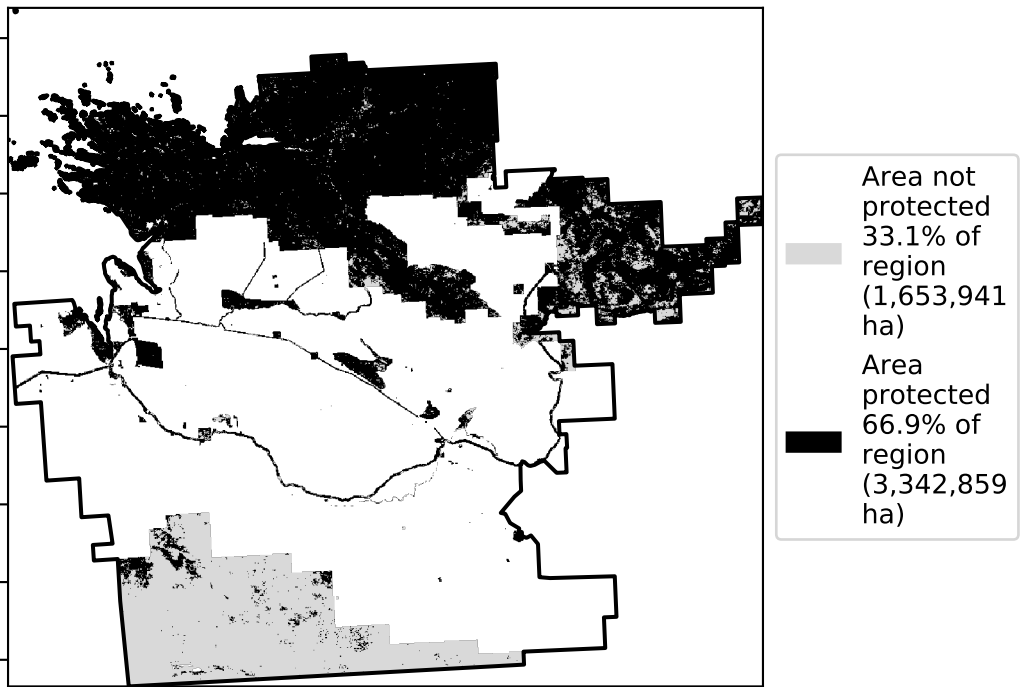 Area not
protected
33.1% of
region
(1,653,941
ha)
Area
protected
66.9% of
region
(3,342,859
ha)